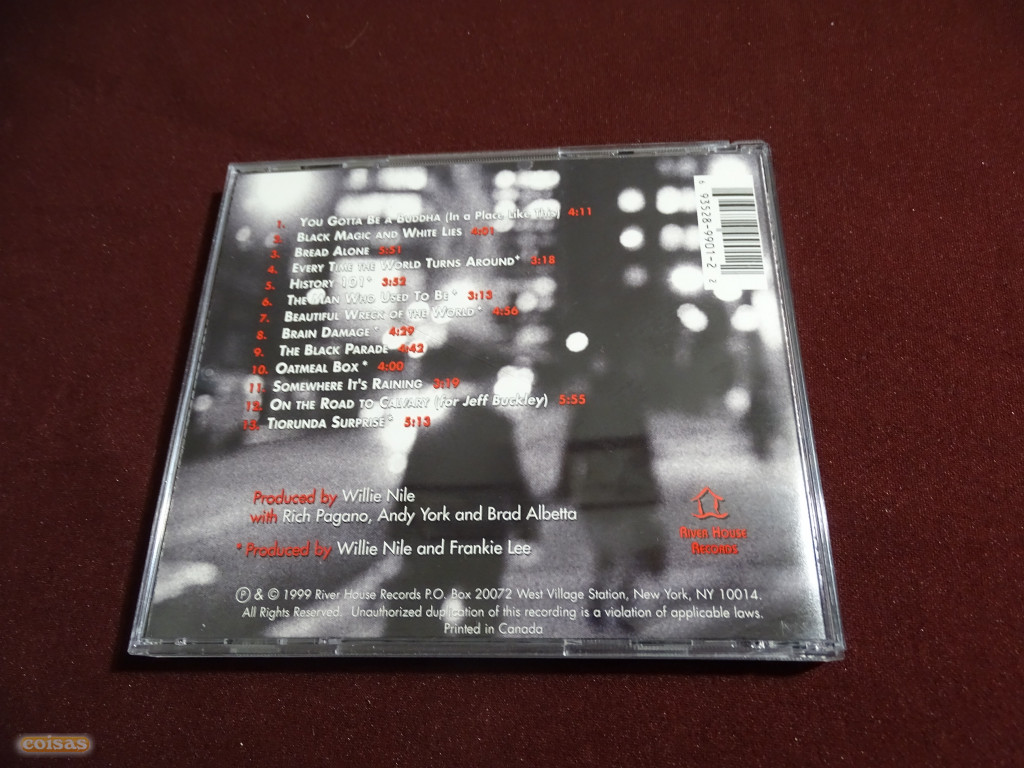 1. You Gotta Be a Buddha (In a Place Like This) 4:11
2. Black Magic and White Lies 4:01
3. Bread Alone 5:51
4. Every Time the World Turns Around* 3:18
5. History 101* 3:52
6. The Man Who Used To Be* 3:13
7. Beautiful Wreck of the World* 4:56
8. Brain Damage* 4:29
9. The Black Parade 4:42
10. Oatmeal Box* 4:00
11. Somewhere It's Raining 3:19
12. On the Road to Calvary (for Jeff Buckley) 5:55
13. Tiorunda Surprise* 5:13
Produced by Willie Nile
with Rich Pagano, Andy York and Brad Albetta
* Produced by Willie Nile and Frankie Lee
River House
Records
℗ & © 1999 River House Records P.O. Box 20072 West Village Station, New York, NY 10014.
All Rights Reserved. Unauthorized duplication of this recording is a violation of applicable laws.
Printed in Canada
6 93528-9901-2 2
coisas